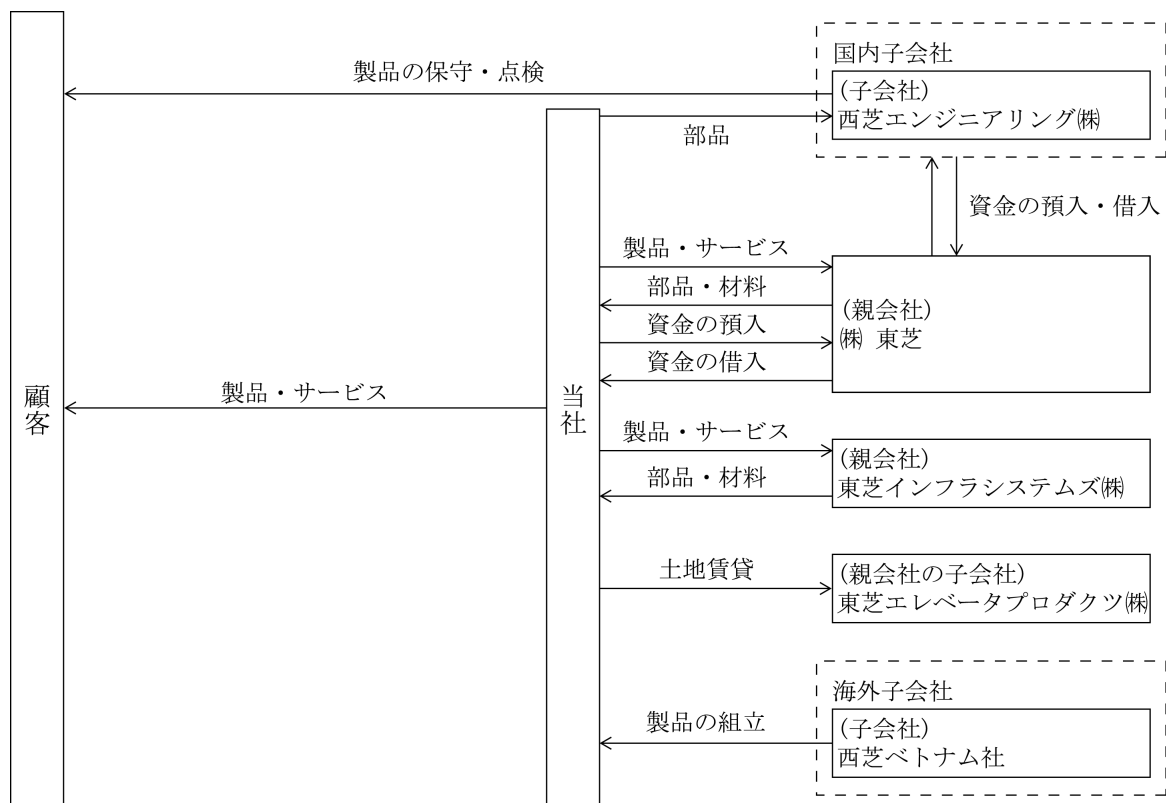 国内子会社
製品の保守・点検
(子会社)
西芝エンジニアリング㈱
部品
資金の預入・借入
製品・サービス
部品・材料
(親会社)
㈱ 東芝
資金の預入
資金の借入
顧客
製品・サービス
当社
製品・サービス
(親会社)
東芝インフラシステムズ㈱
部品・材料
土地賃貸
(親会社の子会社)
東芝エレベータプロダクツ㈱
海外子会社
製品の組立
(子会社)
西芝ベトナム社